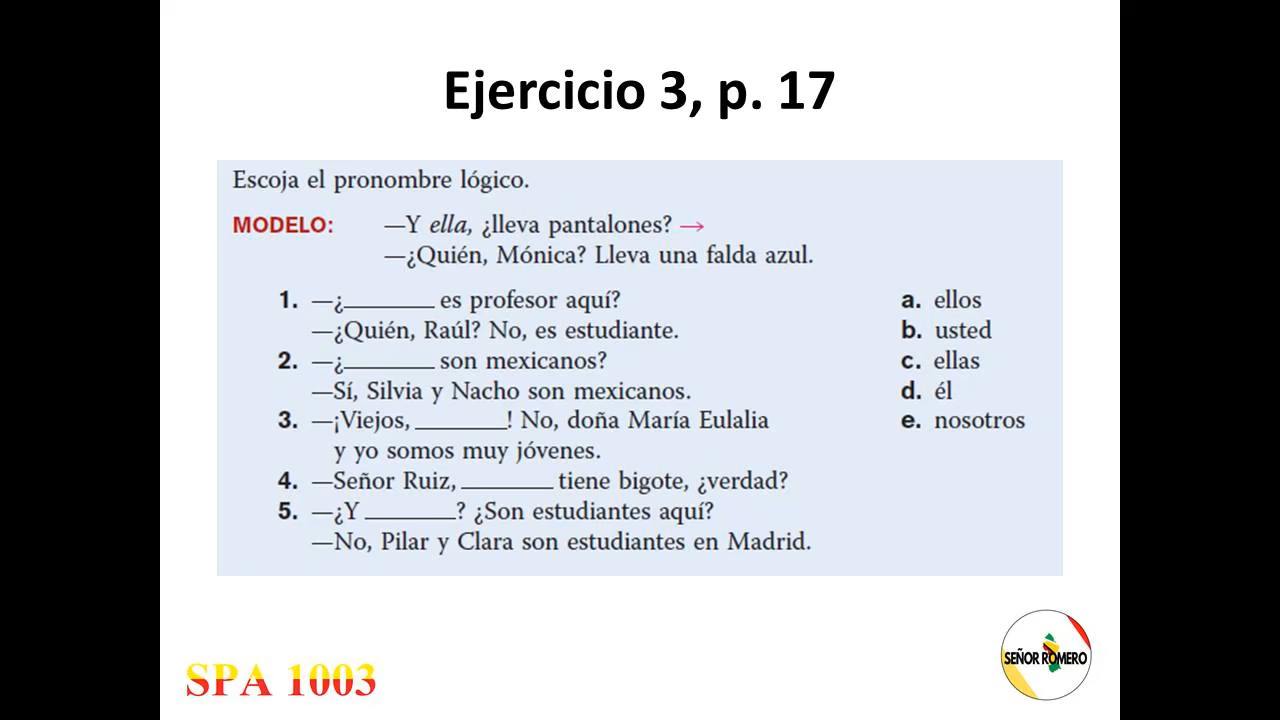 Ejercicio 3, p. 17
Escoja el pronombre lógico.
MODELO: —Y ella, ¿lleva pantalones? →
—¿Quién, Mónica? Lleva una falda azul.
1. —¿________ es profesor aquí? a. ellos
—¿Quién, Raúl? No, es estudiante. b. usted
2. —¿________ son mexicanos? c. ellas
—Sí, Silvia y Nacho son mexicanos. d. él
3. —¡Viejos, ________! No, doña María Eulalia e. nosotros
y yo somos muy jóvenes.
4. —Señor Ruiz, ________ tiene bigote, ¿verdad?
5. —¿Y ________? ¿Son estudiantes aquí?
—No, Pilar y Clara son estudiantes en Madrid.
SPA 1003
SEÑOR ROMERO